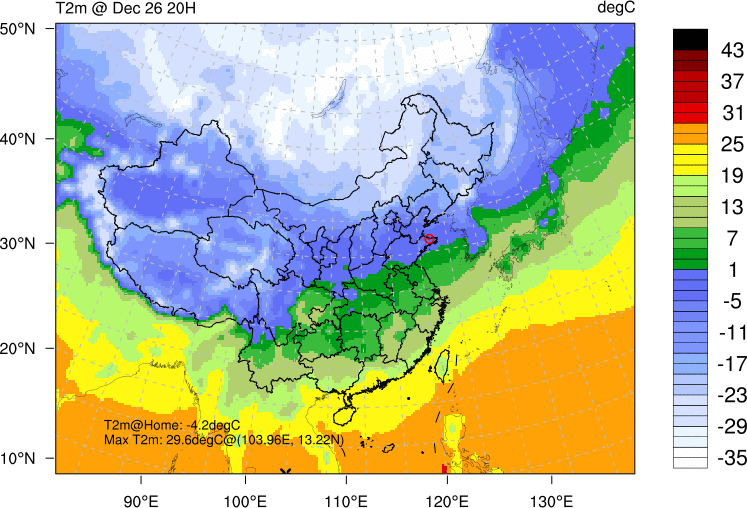 T2m @ Dec 26 20H
degC
50°N
40°N
30°N
20°N
10°N
T2m@Home: -4.2degC
Max T2m: 29.6degC@(103.96E, 13.22N)
90°E
100°E
110°E
120°E
130°E
43
37
31
25
19
13
7
1
-5
-11
-17
-23
-29
-35